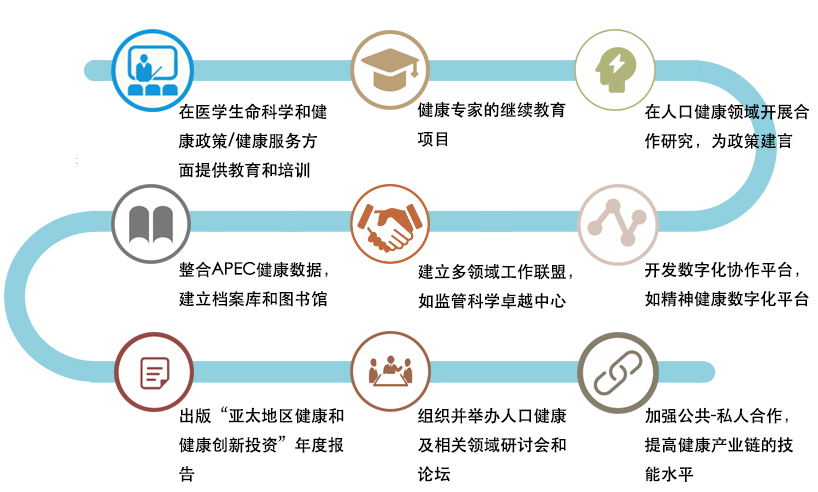 在医学生命科学和健
康政策/健康服务方
面提供教育和培训
健康专家的继续教育
项目
在人口健康领域开展合
作研究，为政策建言
整合APEC健康数据，
建立档案库和图书馆
建立多领域工作联盟，
如监管科学卓越中心
开发数字化协作平台，
如精神健康数字化平台
出版“亚太地区健康和
健康创新投资”年度报
告
组织并举办人口健康
及相关领域研讨会和
论坛
加强公共-私人合作，
提高健康产业链的技
能水平